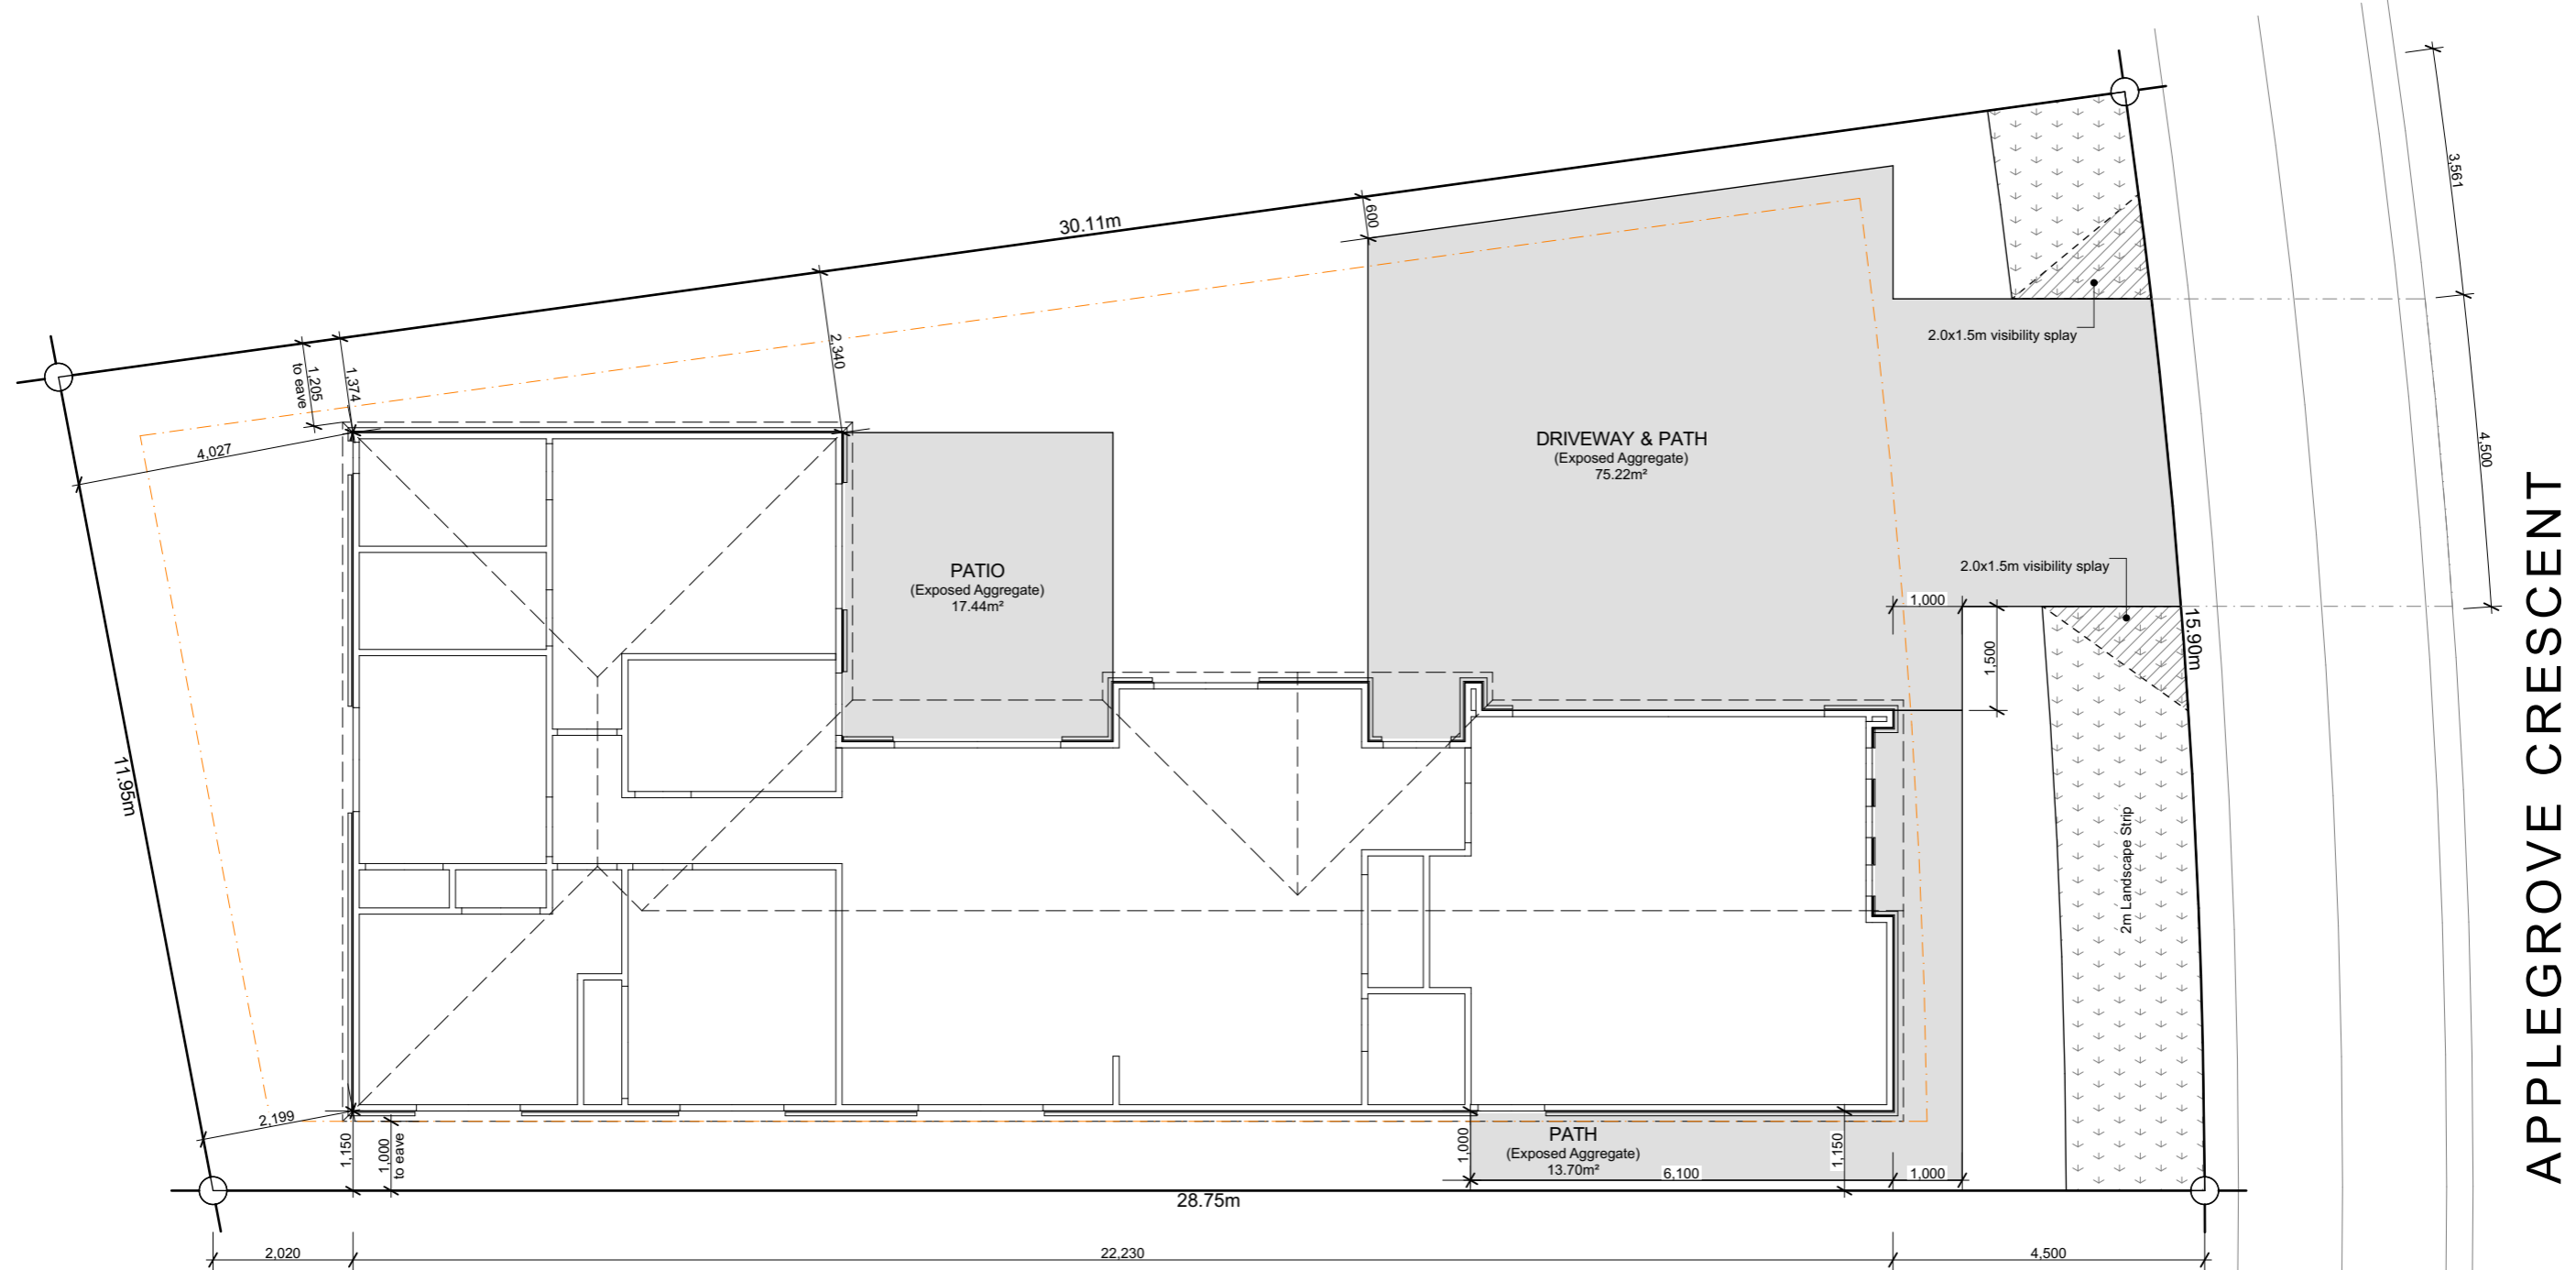 30.11m
3,561
600
2.0x1.5m visibility splay
1,205
to eave
1,374
2,340
4,027
DRIVEWAY & PATH
(Exposed Aggregate)
75.22m²
4,500
PATIO
(Exposed Aggregate)
17.44m²
2.0x1.5m visibility splay
1,000
1,500
15.90m
APPLEGROVE CRESCENT
11.95m
2m Landscape Strip
2,199
1,150
1,000
to eave
1,000
PATH
(Exposed Aggregate)
13.70m²
1,150
6,100
1,000
28.75m
2,020
22,230
4,500